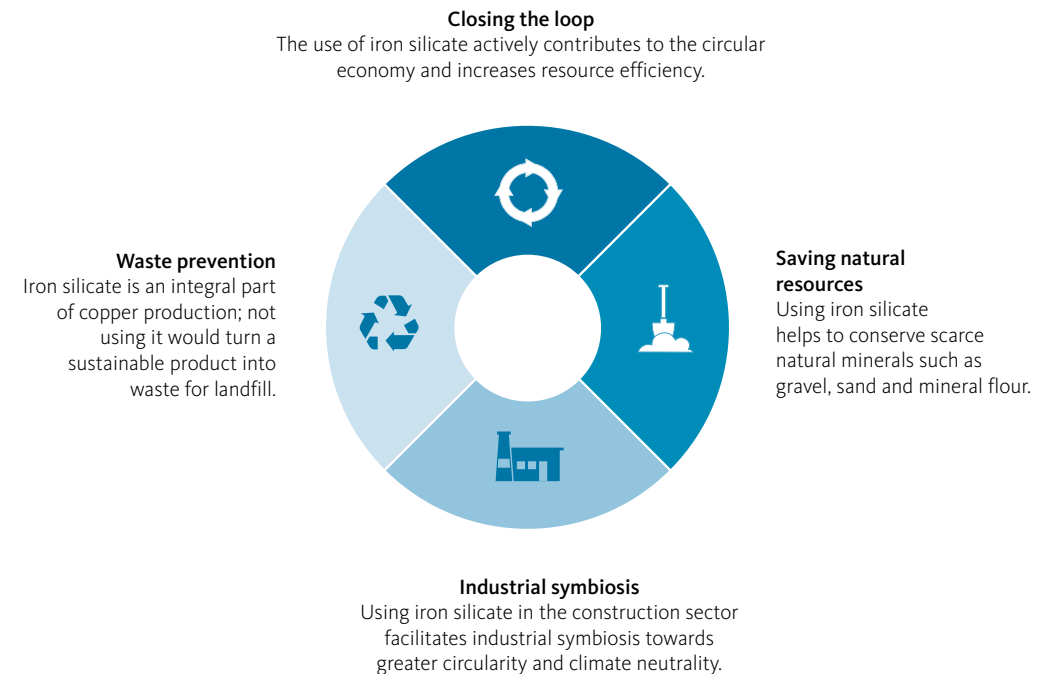 Closing the loop
The use of iron silicate actively contributes to the circular
economy and increases resource efficiency.
Waste prevention
Iron silicate is an integral part
of copper production; not
using it would turn a
sustainable product into
waste for landfill.
Saving natural
resources
Using iron silicate
helps to conserve scarce
natural minerals such as
gravel, sand and mineral flour.
Industrial symbiosis
Using iron silicate in the construction sector
facilitates industrial symbiosis towards
greater circularity and climate neutrality.